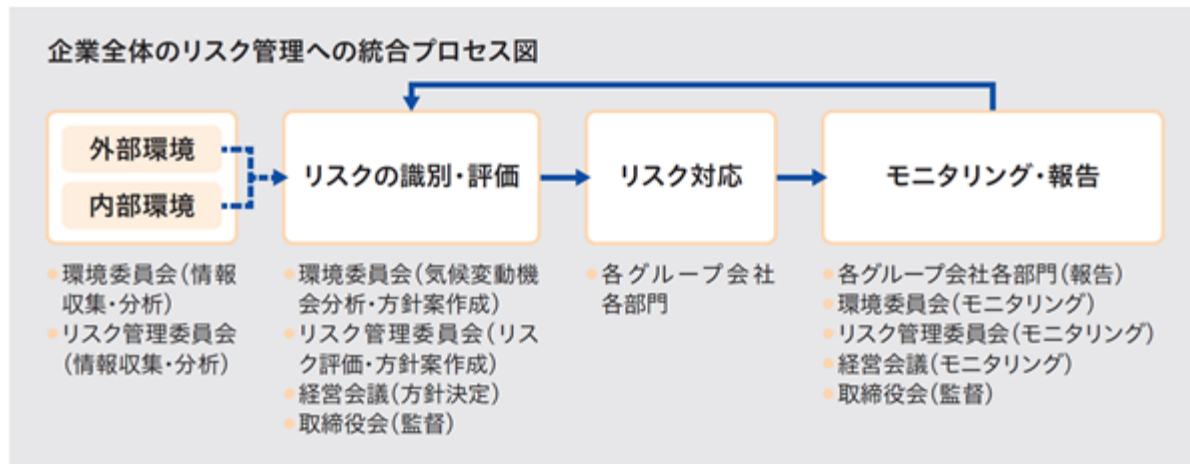 企業全体のリスク管理への統合プロセス図
外部環境
内部環境
リスクの識別・評価
リスク対応
モニタリング・報告
●環境委員会(情報
収集・分析)
●リスク管理委員会
(情報収集・分析)
●環境委員会(気候変動機
会分析・方針案作成)
●リスク管理委員会(リス
ク評価・方針案作成)
●経営会議(方針決定)
●取締役会(監督)
●各グループ会社
各部門
●各グループ会社各部門(報告)
●環境委員会(モニタリング)
●リスク管理委員会(モニタリング)
●経営会議(モニタリング)
●取締役会(監督)